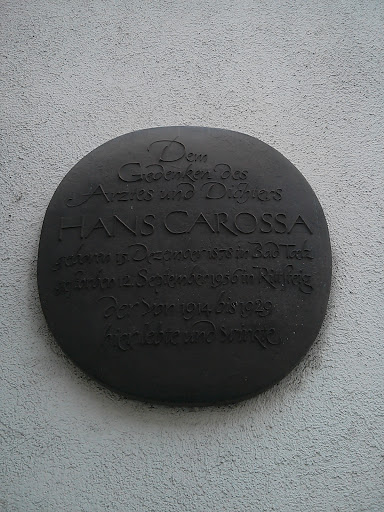 Dem
Gedenken des
Arztes und Dichters
HANS CAROSSA
geboren 15. Dezember 1878 in Bad Tölz
gestorben 12. September 1956 in Rittsteig
der von 1914 bis 1929
hier lebte und wirkte